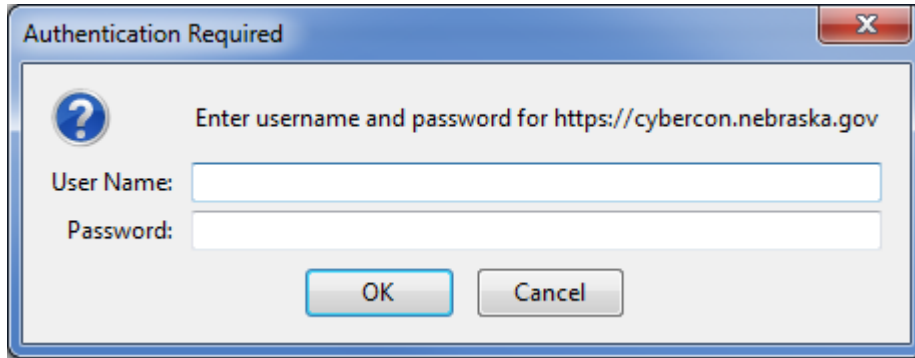 Authentication Required
Enter username and password for https://cybercon.nebraska.gov
User Name:
Password:
OK Cancel